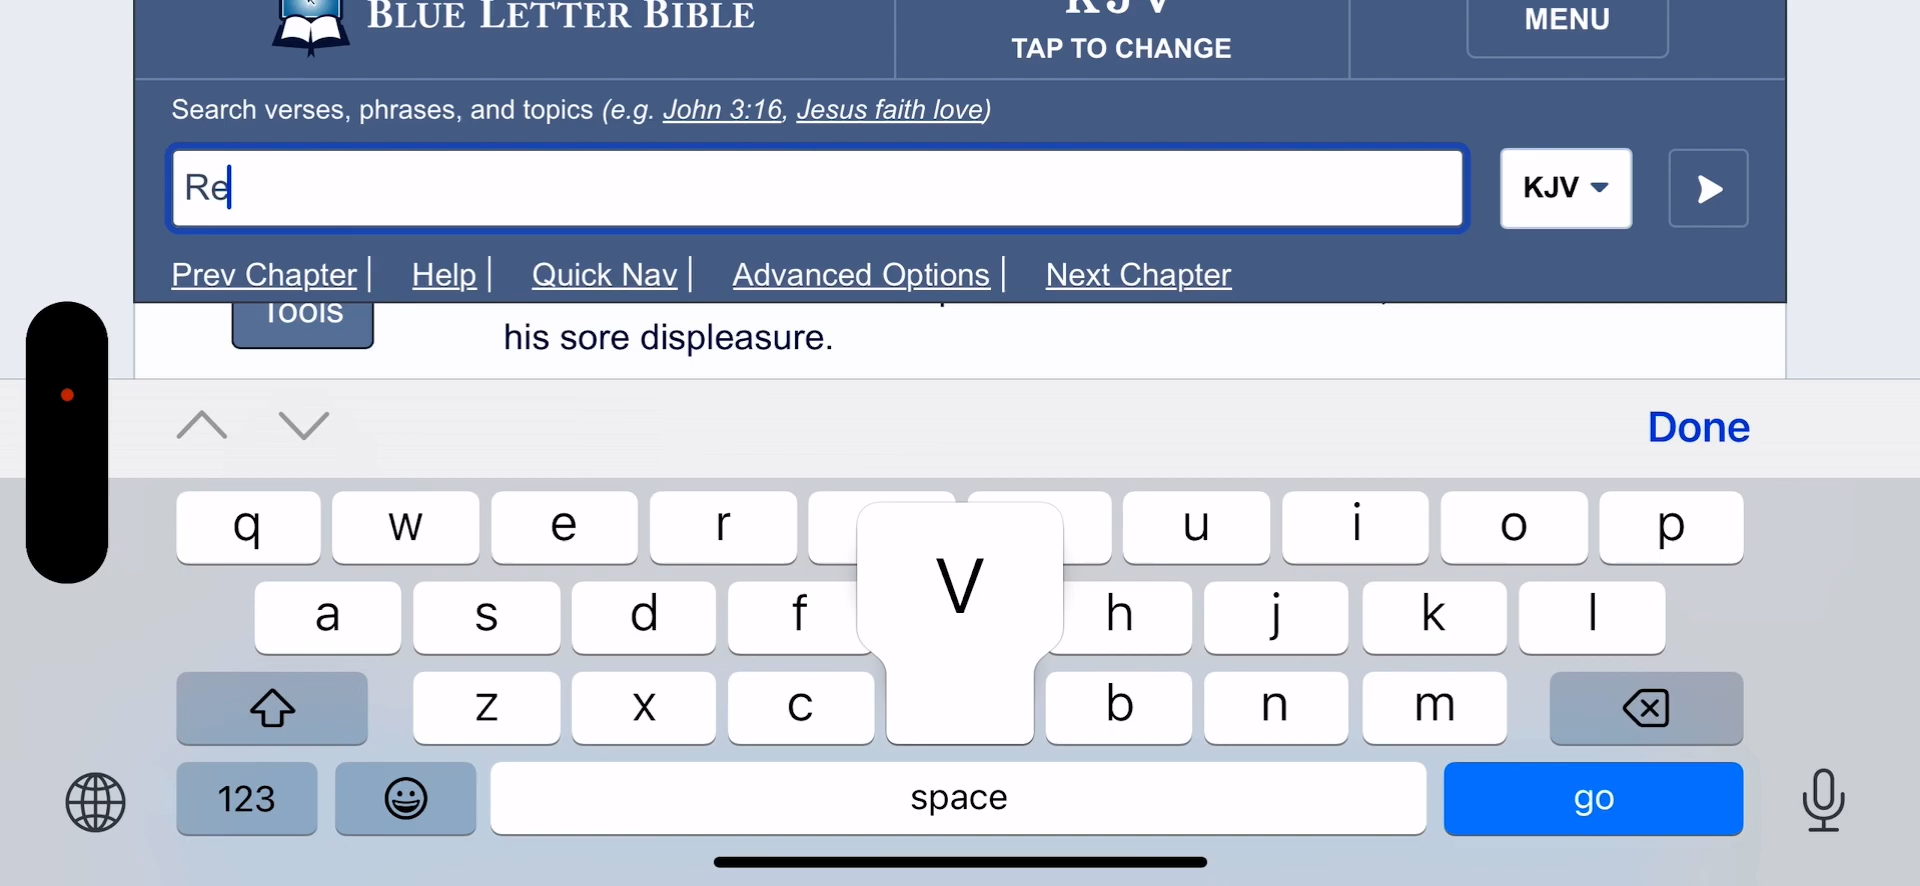 BLUE LETTER BIBLE
KJV
TAP TO CHANGE
MENU
Search verses, phrases, and topics (e.g. John 3:16, Jesus faith love)
Re
KJV
Prev Chapter | Help | Quick Nav | Advanced Options | Next Chapter
Tools
his sore displeasure.
Done
q w e r u i o p
V
a s d f h j k l
z x c b n m
123 space go